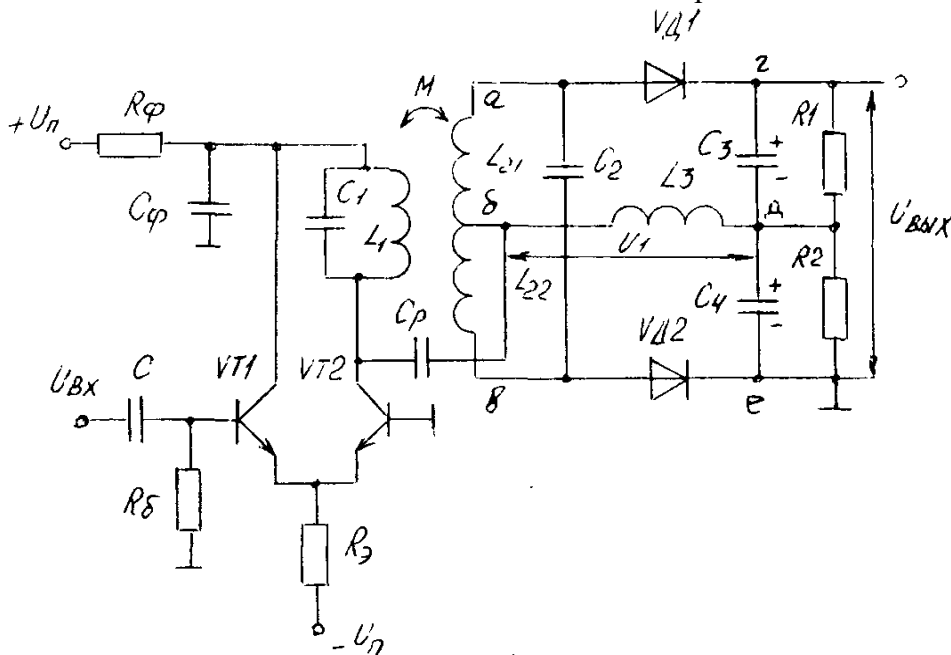 VД1
+Uп
Rф
M
а
г
Cф
C1
L1
L21
C2
C3
+
-
R1
L3
б
д
Uвых
U1
L22
R2
Cр
C4
+
-
VД2
Uвх
C
VT1
VT2
в
е
Rб
Rэ
-Uп